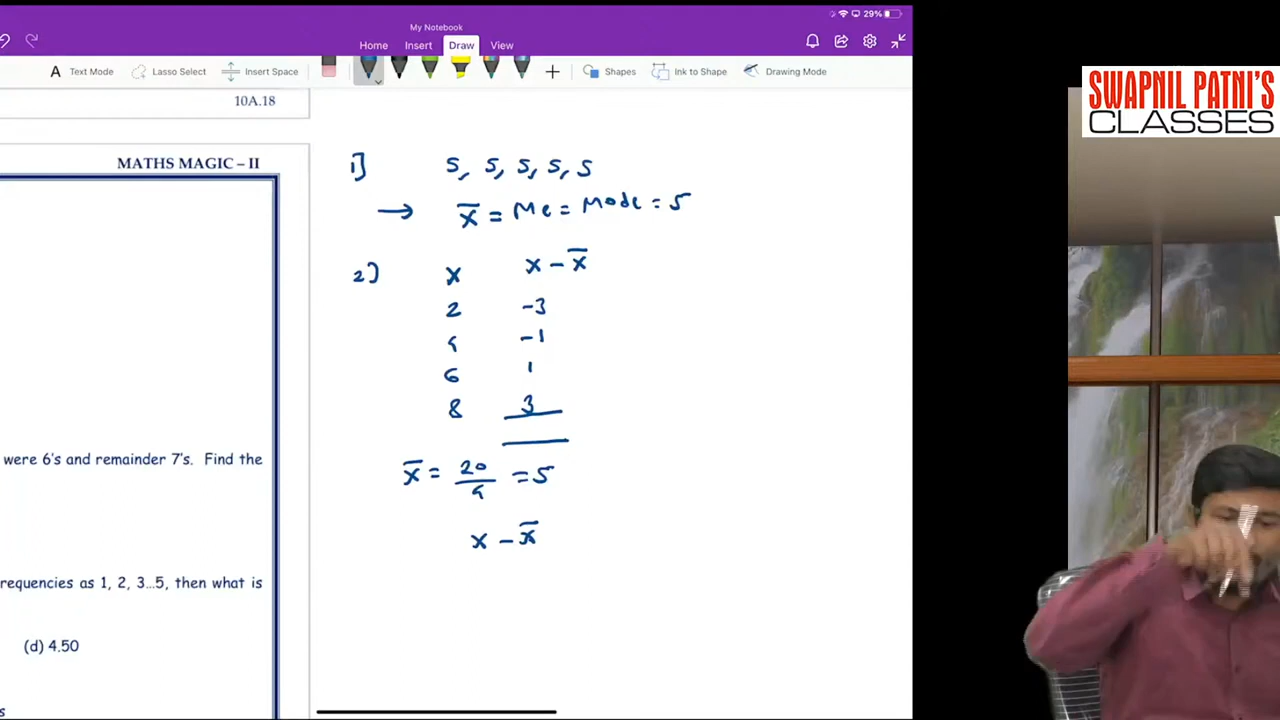 29%
My Notebook
Home Insert Draw View
A Text Mode Lasso Select Insert Space Shapes Ink to Shape Drawing Mode
10A.18
MATHS MAGIC – II
were 6's and remainder 7's. Find the
requencies as 1, 2, 3...5, then what is
(d) 4.50
s
1] 5, 5, 5, 5, 5
→ x̄ = Me = Mode = 5
2) x x – x̄
2 -3
4 -1
6 1
8 3
x̄ = 20/4 = 5
x – x̄
SWAPNIL PATNI'S
CLASSES